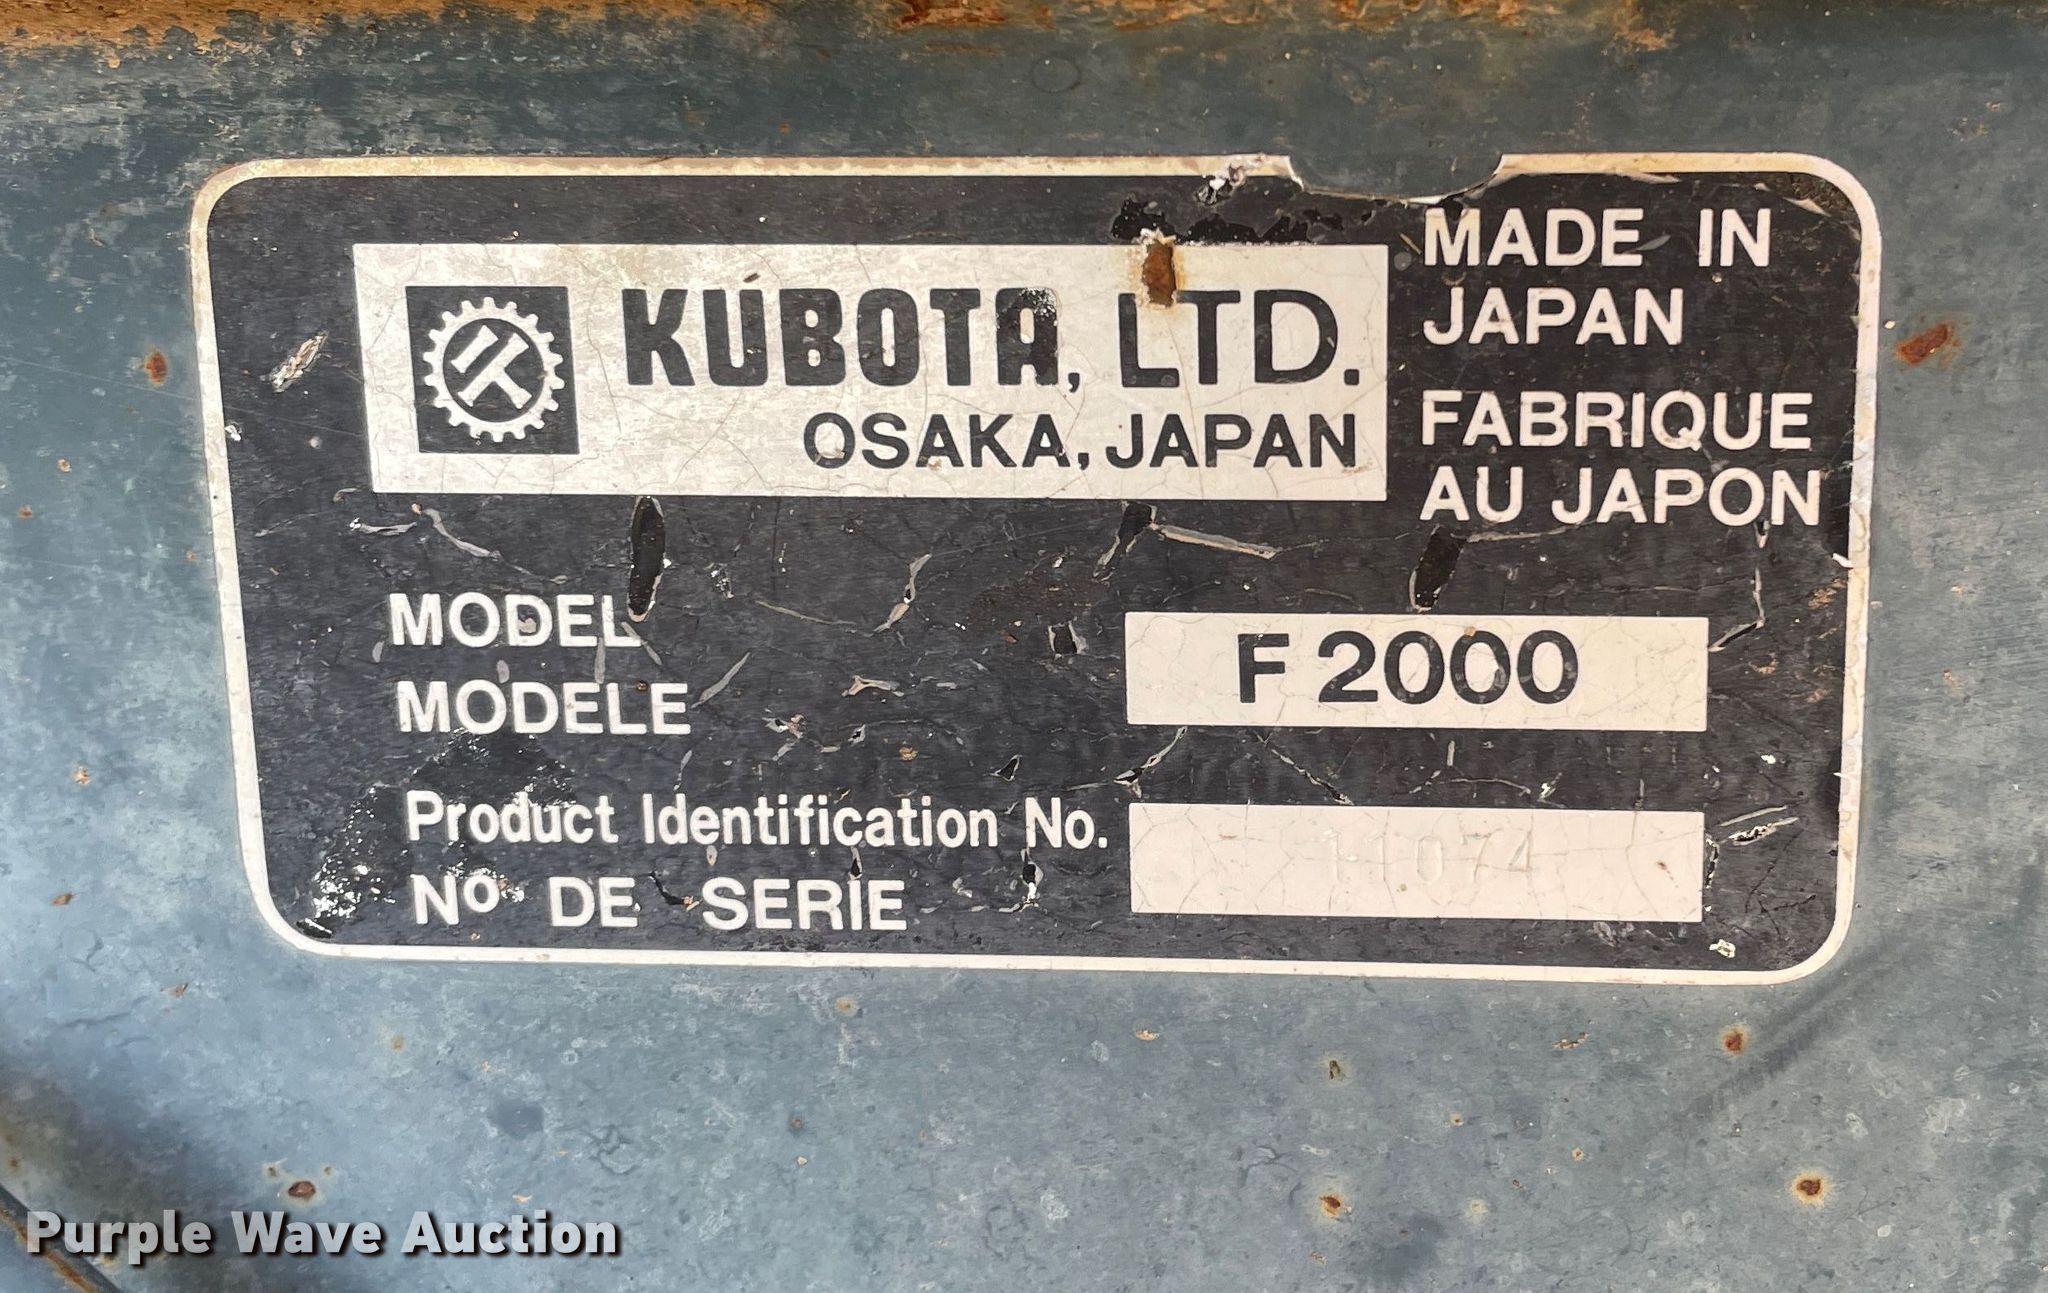 KUBOTA, LTD.
OSAKA, JAPAN
MADE IN
JAPAN
FABRIQUE
AU JAPON
MODEL
MODELE
F 2000
Product Identification No.
Nº DE SERIE
11074
Purple Wave Auction